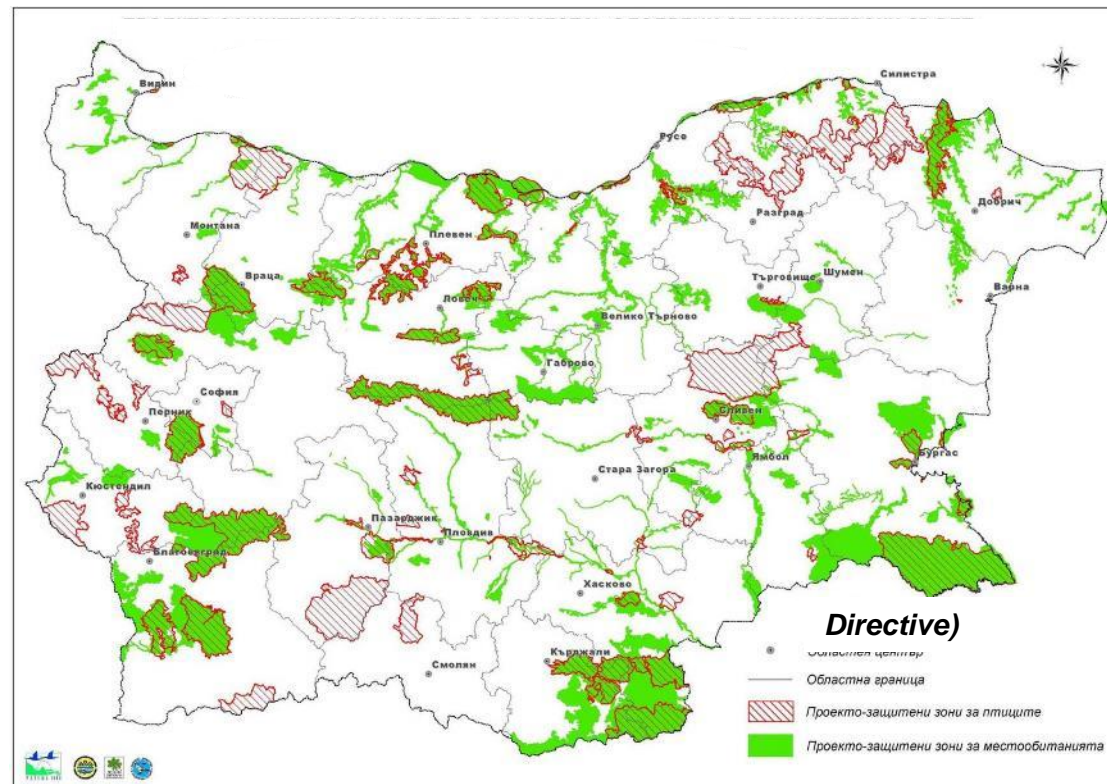 Силистра
Видин
Русе
Добрич
Разград
Монтана
Плевен
Враца
Търговище
Шумен
Варна
Ловеч
Велико Търново
Габрово
София
Перник
Сливен
Бургас
Ямбол
Стара Загора
Кюстендил
Пазарджик
Пловдив
Благоевград
Хасково
Кърджали
Смолян
Directive)
Областен център
Областна граница
Проекто-защитени зони за птиците
Проекто-защитени зони за местообитанията